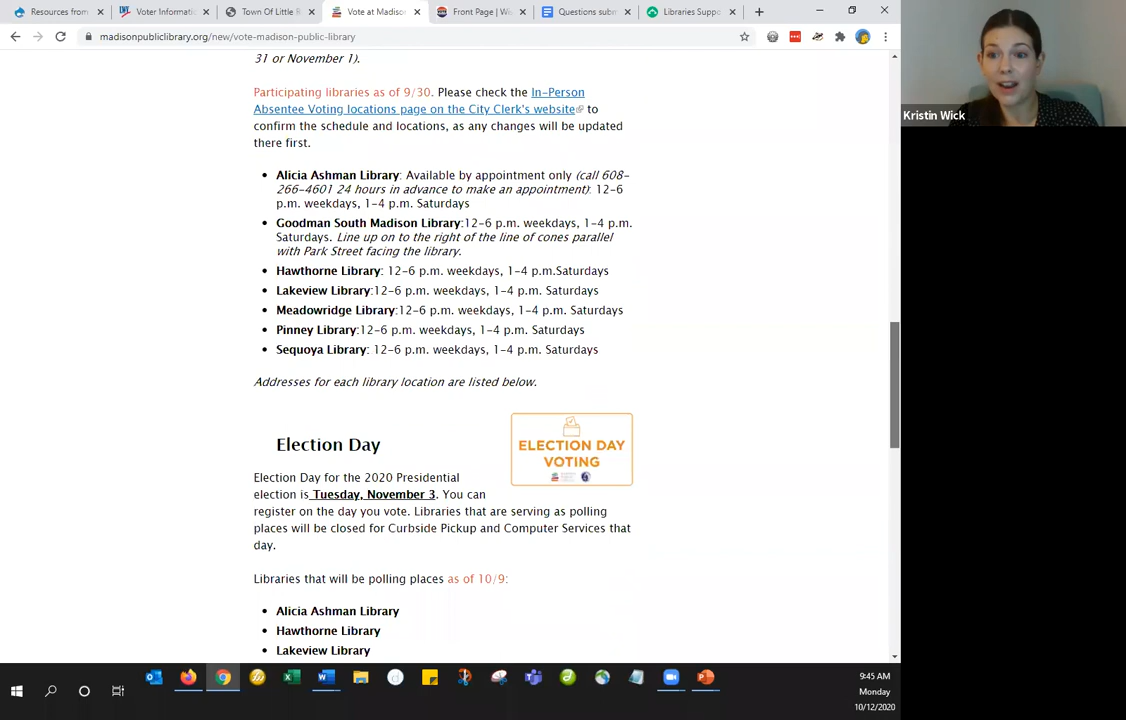 Resources from
Voter Informati
Town Of Little R
Vote at Madiso
Front Page | Wi
Questions subm
Libraries Suppo
madisonpubliclibrary.org/new/vote-madison-public-library
31 or November 1).
Participating libraries as of 9/30. Please check the In-Person
Absentee Voting locations page on the City Clerk's website to
confirm the schedule and locations, as any changes will be updated
there first.
Alicia Ashman Library: Available by appointment only (call 608-
266-4601 24 hours in advance to make an appointment): 12-6
p.m. weekdays, 1-4 p.m. Saturdays
Goodman South Madison Library:12-6 p.m. weekdays, 1-4 p.m.
Saturdays. Line up on to the right of the line of cones parallel
with Park Street facing the library.
Hawthorne Library: 12-6 p.m. weekdays, 1-4 p.m.Saturdays
Lakeview Library:12-6 p.m. weekdays, 1-4 p.m. Saturdays
Meadowridge Library:12-6 p.m. weekdays, 1-4 p.m. Saturdays
Pinney Library:12-6 p.m. weekdays, 1-4 p.m. Saturdays
Sequoya Library: 12-6 p.m. weekdays, 1-4 p.m. Saturdays
Addresses for each library location are listed below.
Election Day
ELECTION DAY
VOTING
Election Day for the 2020 Presidential
election is Tuesday, November 3. You can
register on the day you vote. Libraries that are serving as polling
places will be closed for Curbside Pickup and Computer Services that
day.
Libraries that will be polling places as of 10/9:
Alicia Ashman Library
Hawthorne Library
Lakeview Library
Kristin Wick
9:45 AM
Monday
10/12/2020